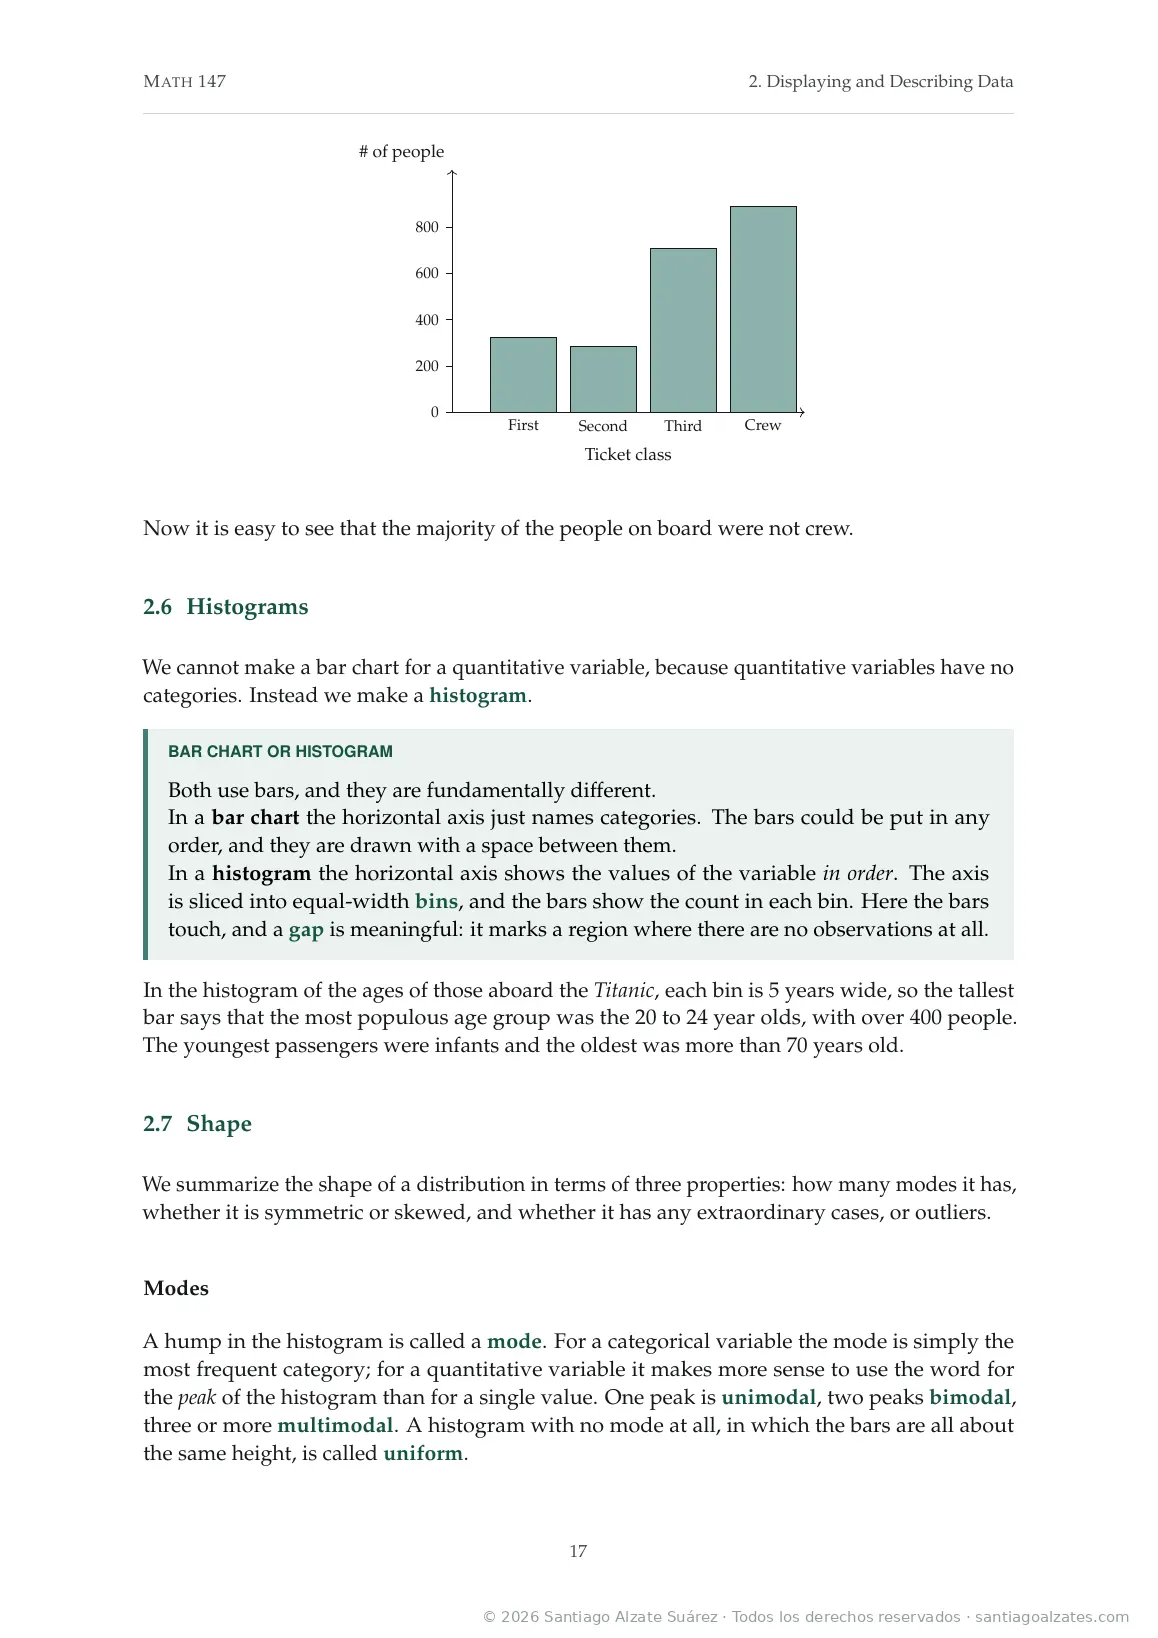 MATH 147
2. Displaying and Describing Data
# of people
800
600
400
200
0
First Second Third Crew
Ticket class
Now it is easy to see that the majority of the people on board were not crew.
2.6 Histograms
We cannot make a bar chart for a quantitative variable, because quantitative variables have no
categories. Instead we make a histogram.
BAR CHART OR HISTOGRAM
Both use bars, and they are fundamentally different.
In a bar chart the horizontal axis just names categories. The bars could be put in any
order, and they are drawn with a space between them.
In a histogram the horizontal axis shows the values of the variable in order. The axis
is sliced into equal-width bins, and the bars show the count in each bin. Here the bars
touch, and a gap is meaningful: it marks a region where there are no observations at all.
In the histogram of the ages of those aboard the Titanic, each bin is 5 years wide, so the tallest
bar says that the most populous age group was the 20 to 24 year olds, with over 400 people.
The youngest passengers were infants and the oldest was more than 70 years old.
2.7 Shape
We summarize the shape of a distribution in terms of three properties: how many modes it has,
whether it is symmetric or skewed, and whether it has any extraordinary cases, or outliers.
Modes
A hump in the histogram is called a mode. For a categorical variable the mode is simply the
most frequent category; for a quantitative variable it makes more sense to use the word for
the peak of the histogram than for a single value. One peak is unimodal, two peaks bimodal,
three or more multimodal. A histogram with no mode at all, in which the bars are all about
the same height, is called uniform.
17
© 2026 Santiago Alzate Suárez · Todos los derechos reservados · santiagoalzates.com